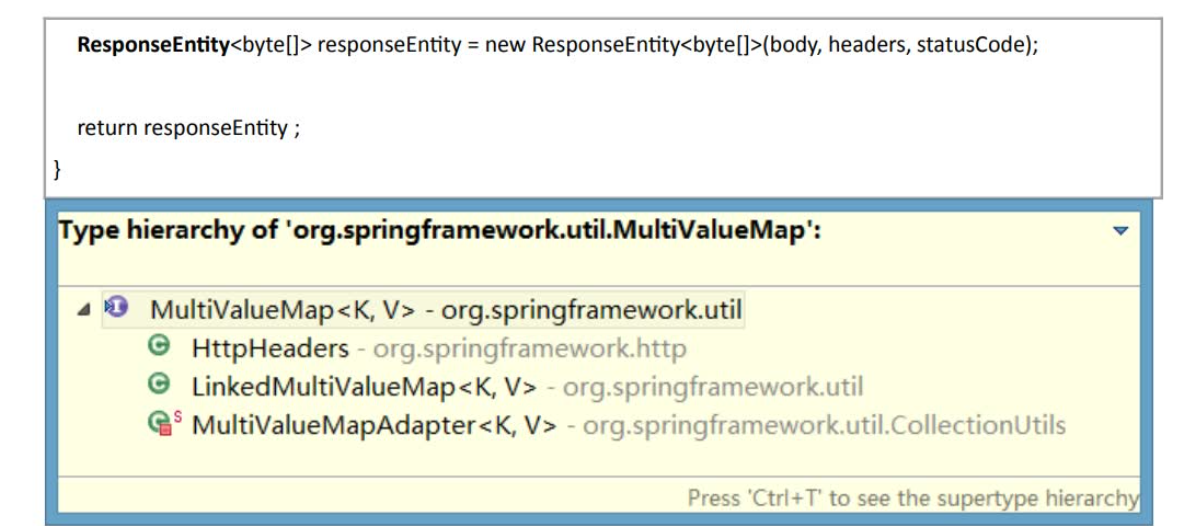 ResponseEntity<byte[]> responseEntity = new ResponseEntity<byte[]>(body, headers, statusCode);
return responseEntity ;
}
Type hierarchy of 'org.springframework.util.MultiValueMap':
MultiValueMap<K, V> - org.springframework.util
HttpHeaders - org.springframework.http
LinkedMultiValueMap<K, V> - org.springframework.util
MultiValueMapAdapter<K, V> - org.springframework.util.CollectionUtils
Press 'Ctrl+T' to see the supertype hierarchy